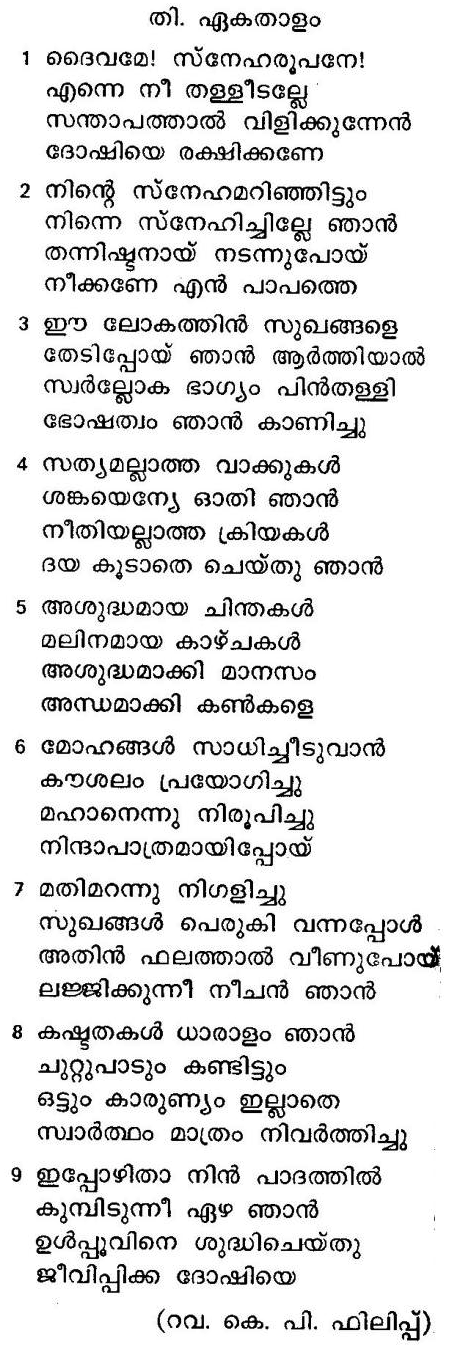 തി. ഏകതാളം
1 ദൈവമേ! സ്നേഹരൂപനേ!
എന്നെ നീ തള്ളീടല്ലേ
സന്താപത്താൽ വിളിക്കുന്നേൻ
ദോഷിയെ രക്ഷിക്കണേ
2 നിന്റെ സ്നേഹമറിഞ്ഞിട്ടും
നിന്നെ സ്നേഹിച്ചില്ലേ ഞാൻ
തന്നിഷ്ടനായ് നടന്നുപോയ്
നീക്കണേ എൻ പാപത്തെ
3 ഈ ലോകത്തിൻ സുഖങ്ങളെ
തേടിപ്പോയ് ഞാൻ ആർത്തിയാൽ
സ്വർല്ലോക ഭാഗ്യം പിൻതള്ളി
ഭോഷത്വം ഞാൻ കാണിച്ചു
4 സത്യമല്ലാത്ത വാക്കുകൾ
ശങ്കയെന്യേ ഓതി ഞാൻ
നീതിയല്ലാത്ത ക്രിയകൾ
ദയ കൂടാതെ ചെയ്തു ഞാൻ
5 അശുദ്ധമായ ചിന്തകൾ
മലിനമായ കാഴ്ചകൾ
അശുദ്ധമാക്കി മാനസം
അന്ധമാക്കി കൺകളെ
6 മോഹങ്ങൾ സാധിച്ചീടുവാൻ
കൗശലം പ്രയോഗിച്ചു
മഹാനെന്നു നിരൂപിച്ചു
നിന്ദാപാത്രമായിപ്പോയ്
7 മതിമറന്നു നിഗളിച്ചു
സുഖങ്ങൾ പെരുകി വന്നപ്പോൾ
അതിൻ ഫലത്താൽ വീണുപോയ്
ലജ്ജിക്കുന്നീ നീചൻ ഞാൻ
8 കഷ്ടതകൾ ധാരാളം ഞാൻ
ചുറ്റുപാടും കണ്ടിട്ടും
ഒട്ടും കാരുണ്യം ഇല്ലാതെ
സ്വാർത്ഥം മാത്രം നിവർത്തിച്ചു
9 ഇപ്പോഴിതാ നിൻ പാദത്തിൽ
കുമ്പിടുന്നീ ഏഴ ഞാൻ
ഉൾപ്പൂവിനെ ശുദ്ധിചെയ്തു
ജീവിപ്പിക്ക ദോഷിയെ
(റവ. കെ. പി. ഫിലിപ്പ്)